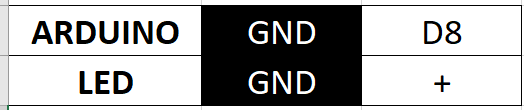 ARDUINO GND D8
LED GND +